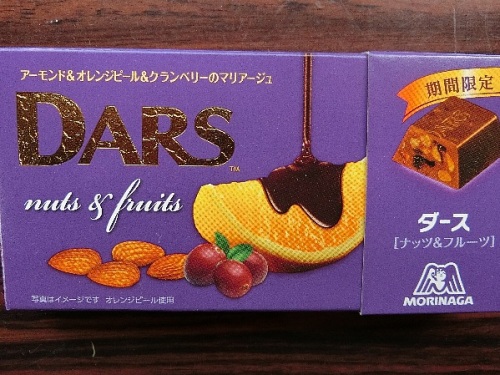 アーモンド&オレンジピール&クランベリーのマリアージュ
DARS™
nuts & fruits
写真はイメージです オレンジピール使用
期間限定
ダース
[ナッツ&フルーツ]
MORINAGA